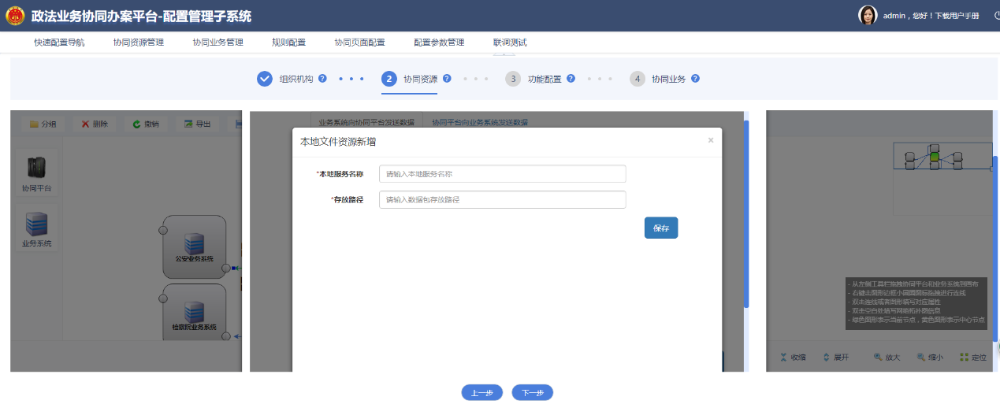 政法业务协同办案平台-配置管理子系统
admin，您好！下载用户手册
快速配置导航 协同资源管理 协同业务管理 规则配置 协同页面配置 配置参数管理 联调测试
组织机构 ? 2 协同资源 ? 3 功能配置 ? 4 协同业务 ?
分组 删除 撤销 导出
业务系统向协同平台发送数据 协同平台向业务系统发送数据
本地文件资源新增 ×
*本地服务名称 请输入本地服务名称
*存放路径 请输入数据包存放路径
保存
协同平台
业务系统
公安业务系统
检察院业务系统
- 从左侧工具栏拖拽协同平台和业务系统到画布
- 右键击图形边框小圆圈图标拖拽进行连线
- 双击连线或者图形填写对应属性
- 双击空白处填写网络拓扑图信息
- 绿色图形表示当前节点，黄色图形表示中心节点
收缩 展开 放大 缩小 定位
上一步 下一步